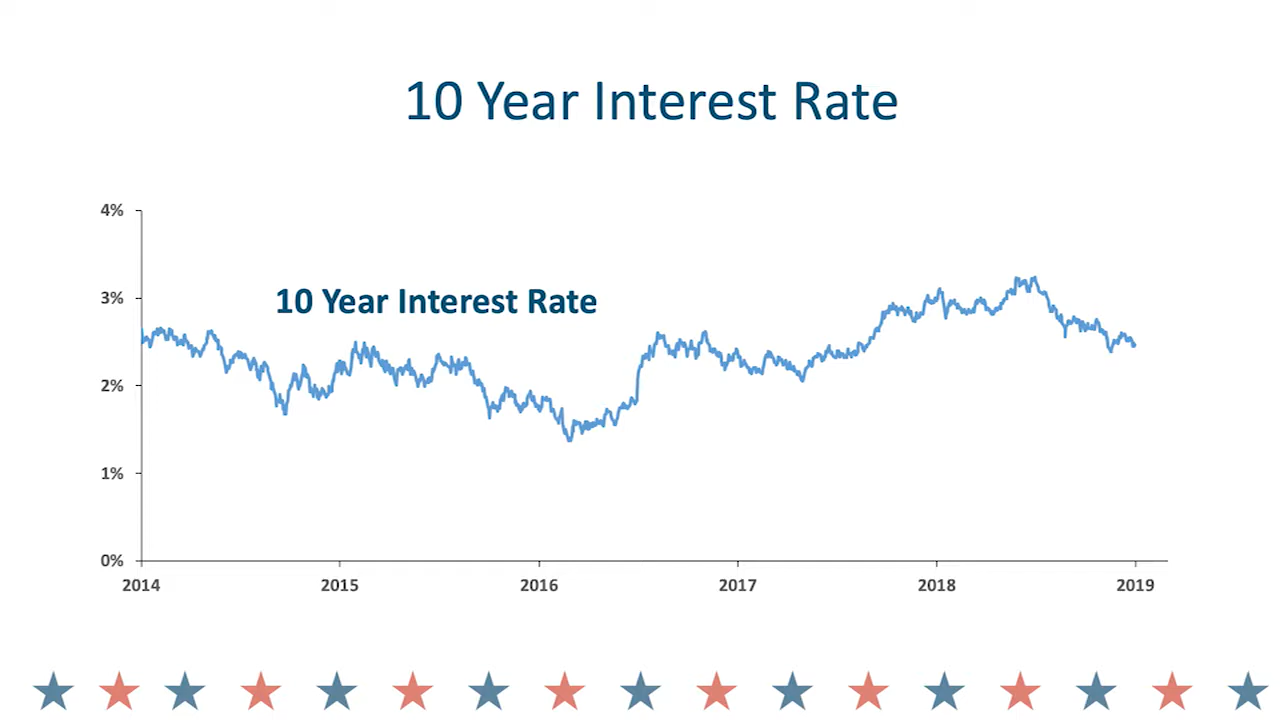 10 Year Interest Rate
4%
10 Year Interest Rate
3%
2%
1%
0%
2014 2015 2016 2017 2018 2019